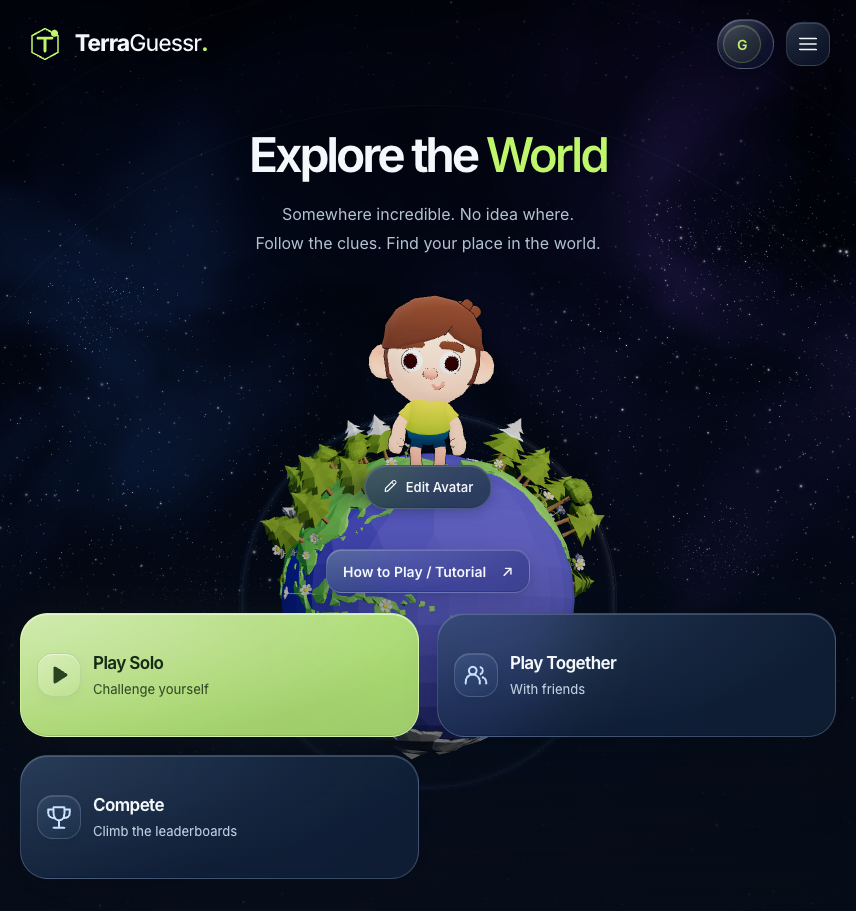 TerraGuessr.
G
Explore the World
Somewhere incredible. No idea where.
Follow the clues. Find your place in the world.
Edit Avatar
How to Play / Tutorial
Play Solo
Challenge yourself
Play Together
With friends
Compete
Climb the leaderboards